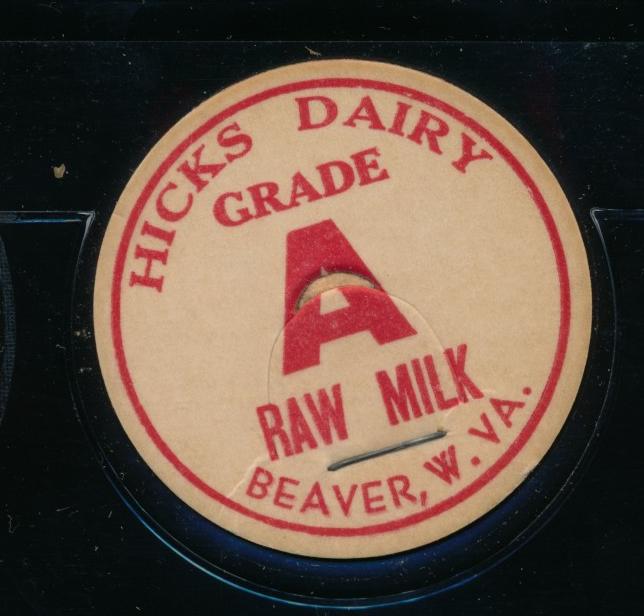 HICKS DAIRY
GRADE
A
RAW MILK
BEAVER, W. VA.